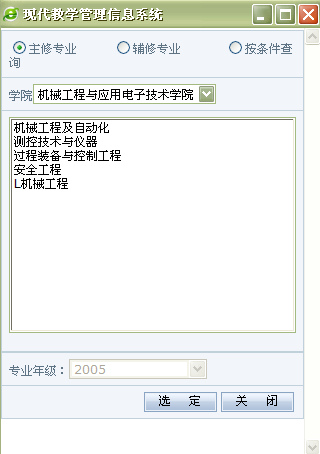 现代教学管理信息系统
主修专业 辅修专业 按条件查
询
学院 机械工程与应用电子技术学院
机械工程及自动化
测控技术与仪器
过程装备与控制工程
安全工程
L机械工程
专业年级： 2005
选 定 关 闭